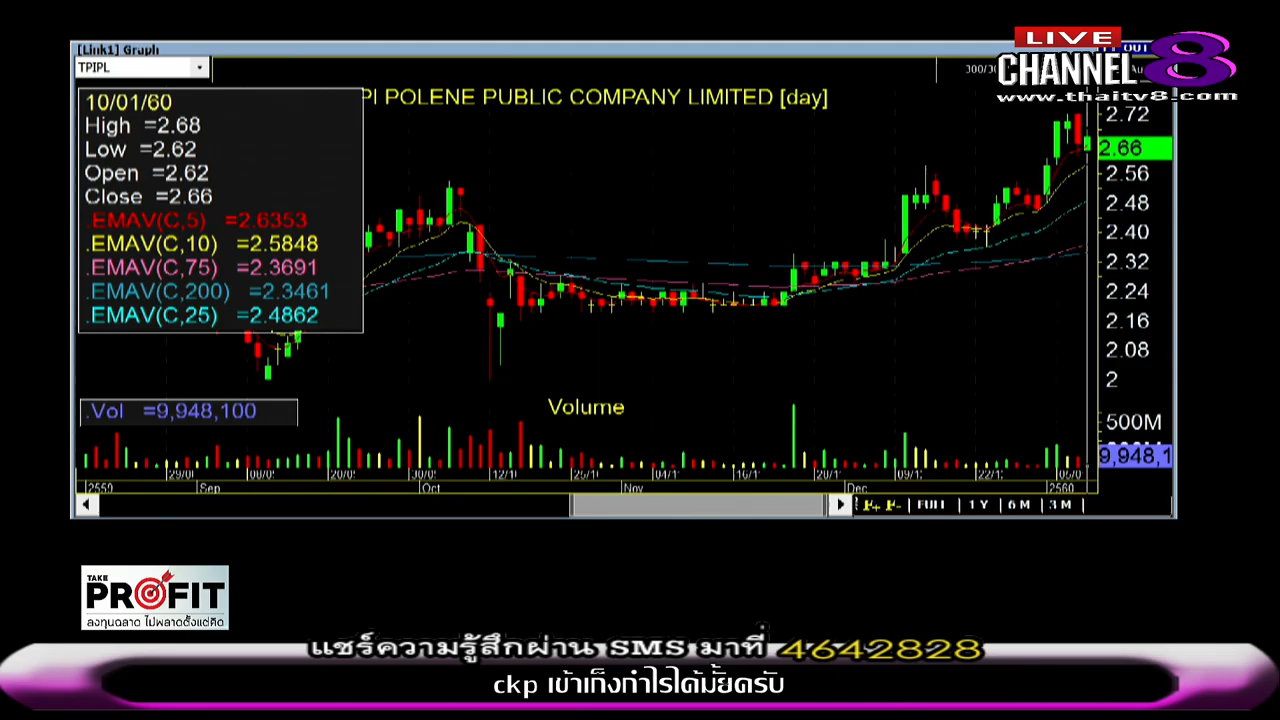 [Link1] Graph
LIVE
OUT
CHANNEL 8
www.thaitv8.com
TPIPL
PI POLENE PUBLIC COMPANY LIMITED [day]
10/01/60
High =2.68
Low =2.62
Open =2.62
Close =2.66
.EMAV(C,5) =2.6353
.EMAV(C,10) =2.5848
.EMAV(C,75) =2.3691
.EMAV(C,200) =2.3461
.EMAV(C,25) =2.4862
2.72
2.66
2.56
2.48
2.40
2.32
2.24
2.16
2.08
2
.Vol =9,948,100
Volume
500M
9,948,1
2559 Sep Oct Nov Dec 2560
F+ F- FULL 1 Y 6 M 3 M
TAKE
PROFIT
ลงทุนฉลาด ไม่พลาดตั้งแต่คิด
แชร์ความรู้สึกผ่าน SMS มาที่ 4642828
ckp เข้าเก็งกำไรได้มั้ยครับ